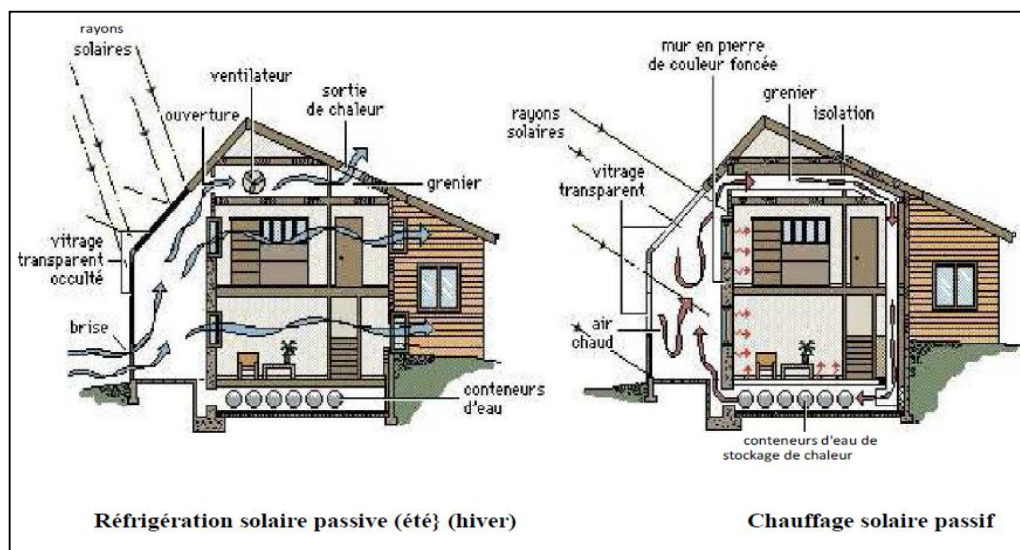 rayons
solaires
ventilateur
ouverture
sortie
de chaleur
grenier
vitrage
transparent
occulté
brise
conteneurs
d'eau
mur en pierre
de couleur foncée
grenier
isolation
rayons
solaires
vitrage
transparent
air
chaud
conteneurs d'eau de
stockage de chaleur
Réfrigération solaire passive (été} (hiver)
Chauffage solaire passif